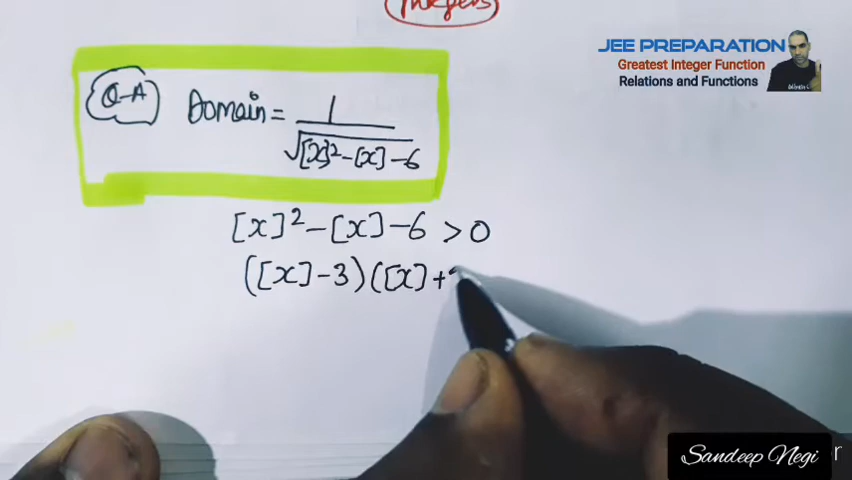 Integers
JEE PREPARATION
Greatest Integer Function
Relations and Functions
Q-A Domain = 1/√([x]²-[x]-6)
[x]²-[x]-6 >0
([x]-3)([x]+
Sandeep Negi